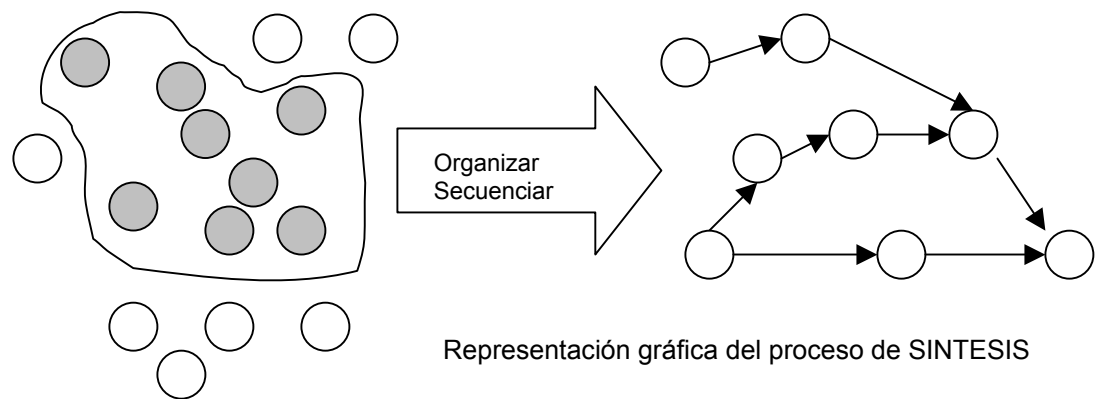 Organizar
Secuenciar
Representación gráfica del proceso de SINTESIS